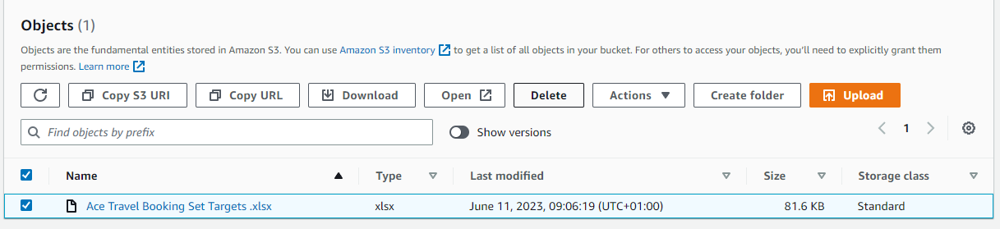 Objects (1)
Objects are the fundamental entities stored in Amazon S3. You can use Amazon S3 inventory to get a list of all objects in your bucket. For others to access your objects, you'll need to explicitly grant them
permissions. Learn more
Copy S3 URI Copy URL Download Open Delete Actions Create folder Upload
Find objects by prefix Show versions 1
Name Type Last modified Size Storage class
Ace Travel Booking Set Targets .xlsx xlsx June 11, 2023, 09:06:19 (UTC+01:00) 81.6 KB Standard